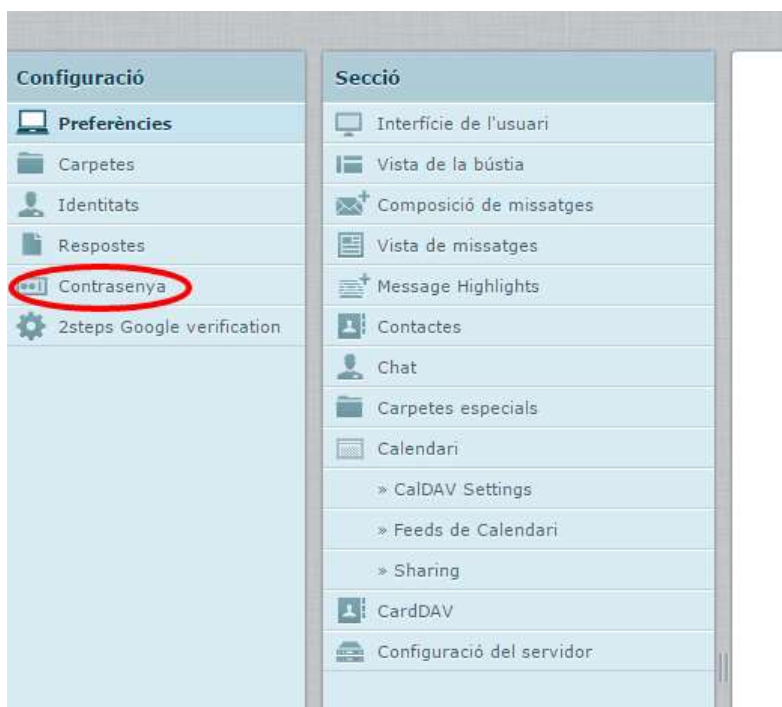 Configuració
Preferències
Carpetes
Identitats
Respostes
Contrasenya
2steps Google verification
Secció
Interfície de l'usuari
Vista de la bústia
Composició de missatges
Vista de missatges
Message Highlights
Contactes
Chat
Carpetes especials
Calendari
» CalDAV Settings
» Feeds de Calendari
» Sharing
CardDAV
Configuració del servidor